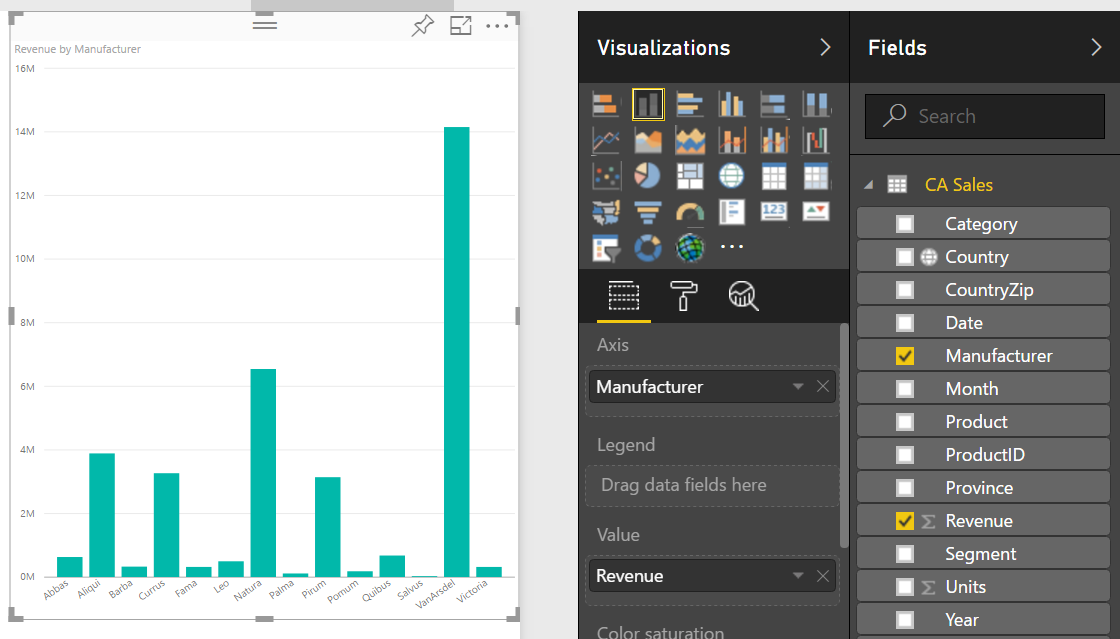 Revenue by Manufacturer
16M
14M
12M
10M
8M
6M
4M
2M
0M
Abbas
Aliqui
Barba
Currus
Fama
Leo
Natura
Palma
Pirum
Pomum
Quibus
Salvus
VanArsdel
Victoria
Visualizations
123
Axis
Manufacturer
Legend
Drag data fields here
Value
Revenue
Color saturation
Fields
Search
CA Sales
Category
Country
CountryZip
Date
Manufacturer
Month
Product
ProductID
Province
Revenue
Segment
Units
Year